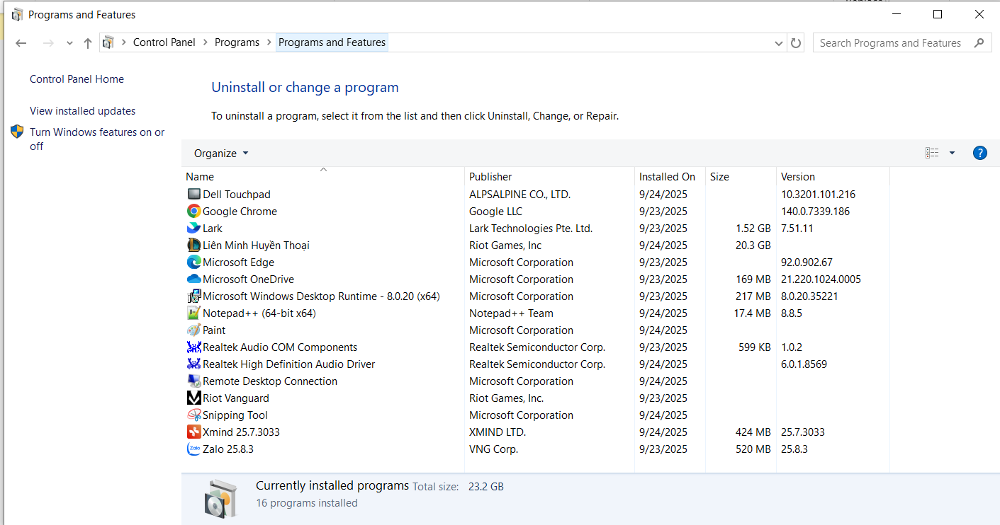 Programs and Features
Control Panel > Programs > Programs and Features
Search Programs and Features
Control Panel Home
View installed updates
Turn Windows features on or
off
Uninstall or change a program
To uninstall a program, select it from the list and then click Uninstall, Change, or Repair.
Organize
Name Publisher Installed On Size Version
Dell Touchpad ALPSALPINE CO., LTD. 9/24/2025 10.3201.101.216
Google Chrome Google LLC 9/23/2025 140.0.7339.186
Lark Lark Technologies Pte. Ltd. 9/23/2025 1.52 GB 7.51.11
Liên Minh Huyền Thoại Riot Games, Inc 9/24/2025 20.3 GB
Microsoft Edge Microsoft Corporation 9/23/2025 92.0.902.67
Microsoft OneDrive Microsoft Corporation 9/23/2025 169 MB 21.220.1024.0005
Microsoft Windows Desktop Runtime - 8.0.20 (x64) Microsoft Corporation 9/23/2025 217 MB 8.0.20.35221
Notepad++ (64-bit x64) Notepad++ Team 9/24/2025 17.4 MB 8.8.5
Paint Microsoft Corporation 9/24/2025
Realtek Audio COM Components Realtek Semiconductor Corp. 9/23/2025 599 KB 1.0.2
Realtek High Definition Audio Driver Realtek Semiconductor Corp. 9/24/2025 6.0.1.8569
Remote Desktop Connection Microsoft Corporation 9/24/2025
Riot Vanguard Riot Games, Inc. 9/23/2025
Snipping Tool Microsoft Corporation 9/24/2025
Xmind 25.7.3033 XMIND LTD. 9/24/2025 424 MB 25.7.3033
Zalo Zalo 25.8.3 VNG Corp. 9/23/2025 520 MB 25.8.3
Currently installed programs Total size: 23.2 GB
16 programs installed